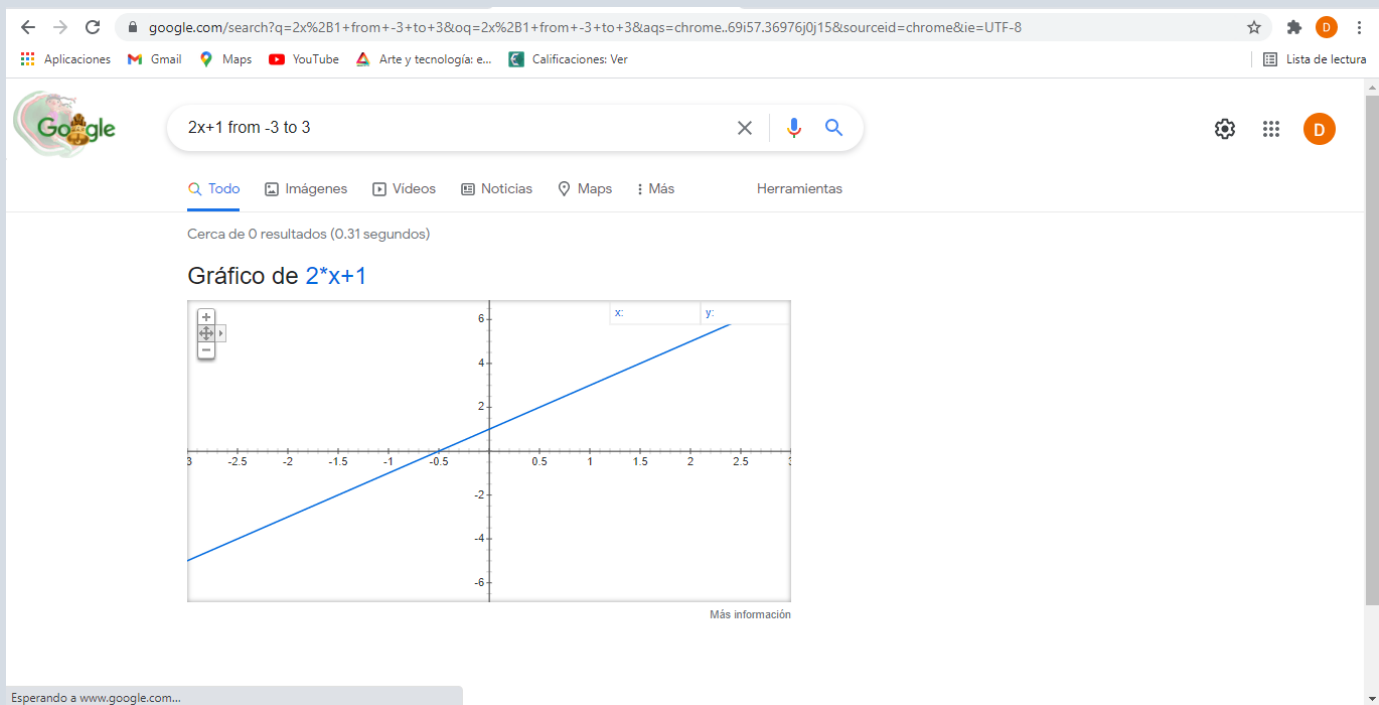 google.com/search?q=2x%2B1+from+-3+to+3&oq=2x%2B1+from+-3+to+3&aqs=chrome..69i57.36976j0j15&sourceid=chrome&ie=UTF-8
D
Aplicaciones Gmail Maps YouTube Arte y tecnología: e... Calificaciones: Ver Lista de lectura
Google 2x+1 from -3 to 3 D
Todo Imágenes Videos Noticias Maps Más Herramientas
Cerca de 0 resultados (0.31 segundos)
Gráfico de 2*x+1
x: y:
6
4
2
3 -2.5 -2 -1.5 -1 -0.5 0.5 1 1.5 2 2.5
-2
-4
-6
Más información
Esperando a www.google.com...